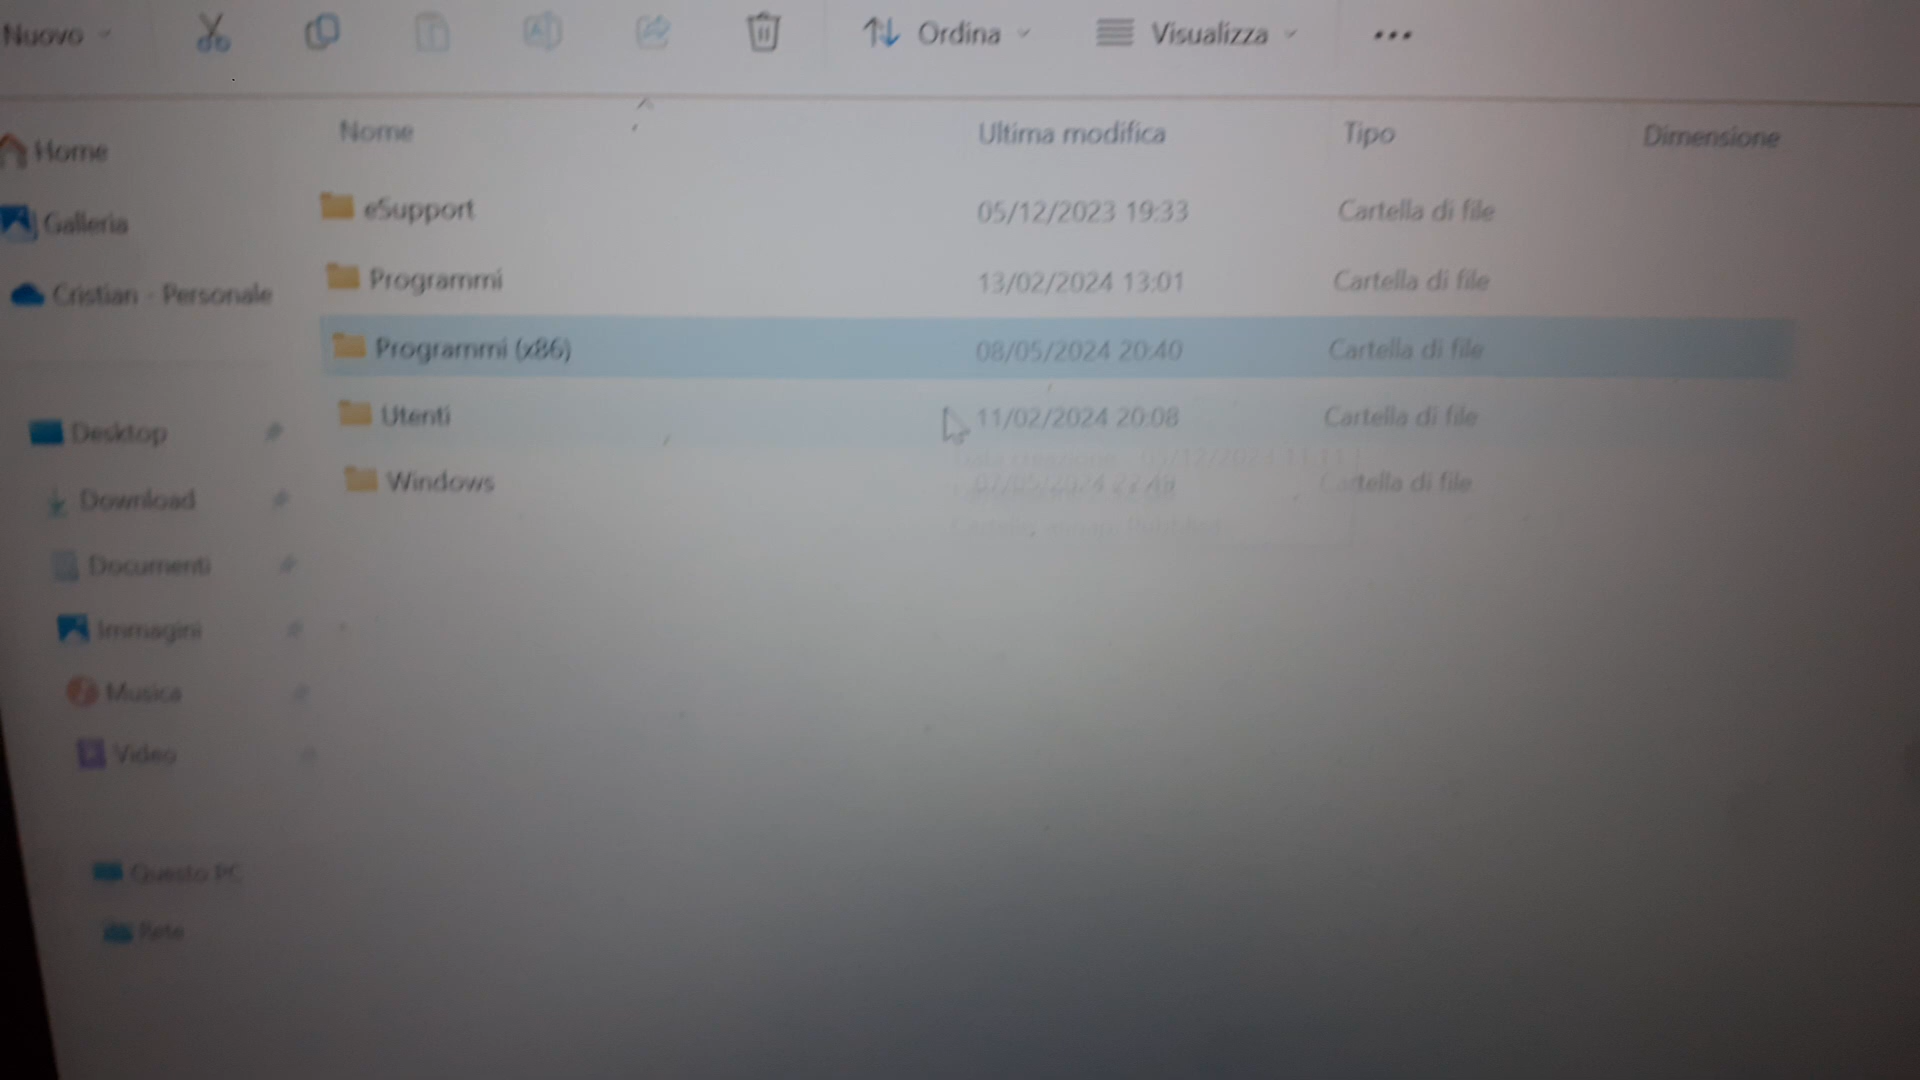 Nuovo
Ordina
Visualizza
Nome
Ultima modifica
Tipo
Dimensione
Home
Galleria
Cristian - Personale
Desktop
Download
Documenti
Immagini
Musica
Video
Questo PC
Rete
eSupport 05/12/2023 19:33 Cartella di file
Programmi 13/02/2024 13:01 Cartella di file
Programmi (x86) 08/05/2024 20:40 Cartella di file
Utenti 11/02/2024 20:08 Cartella di file
Windows Cartella di file